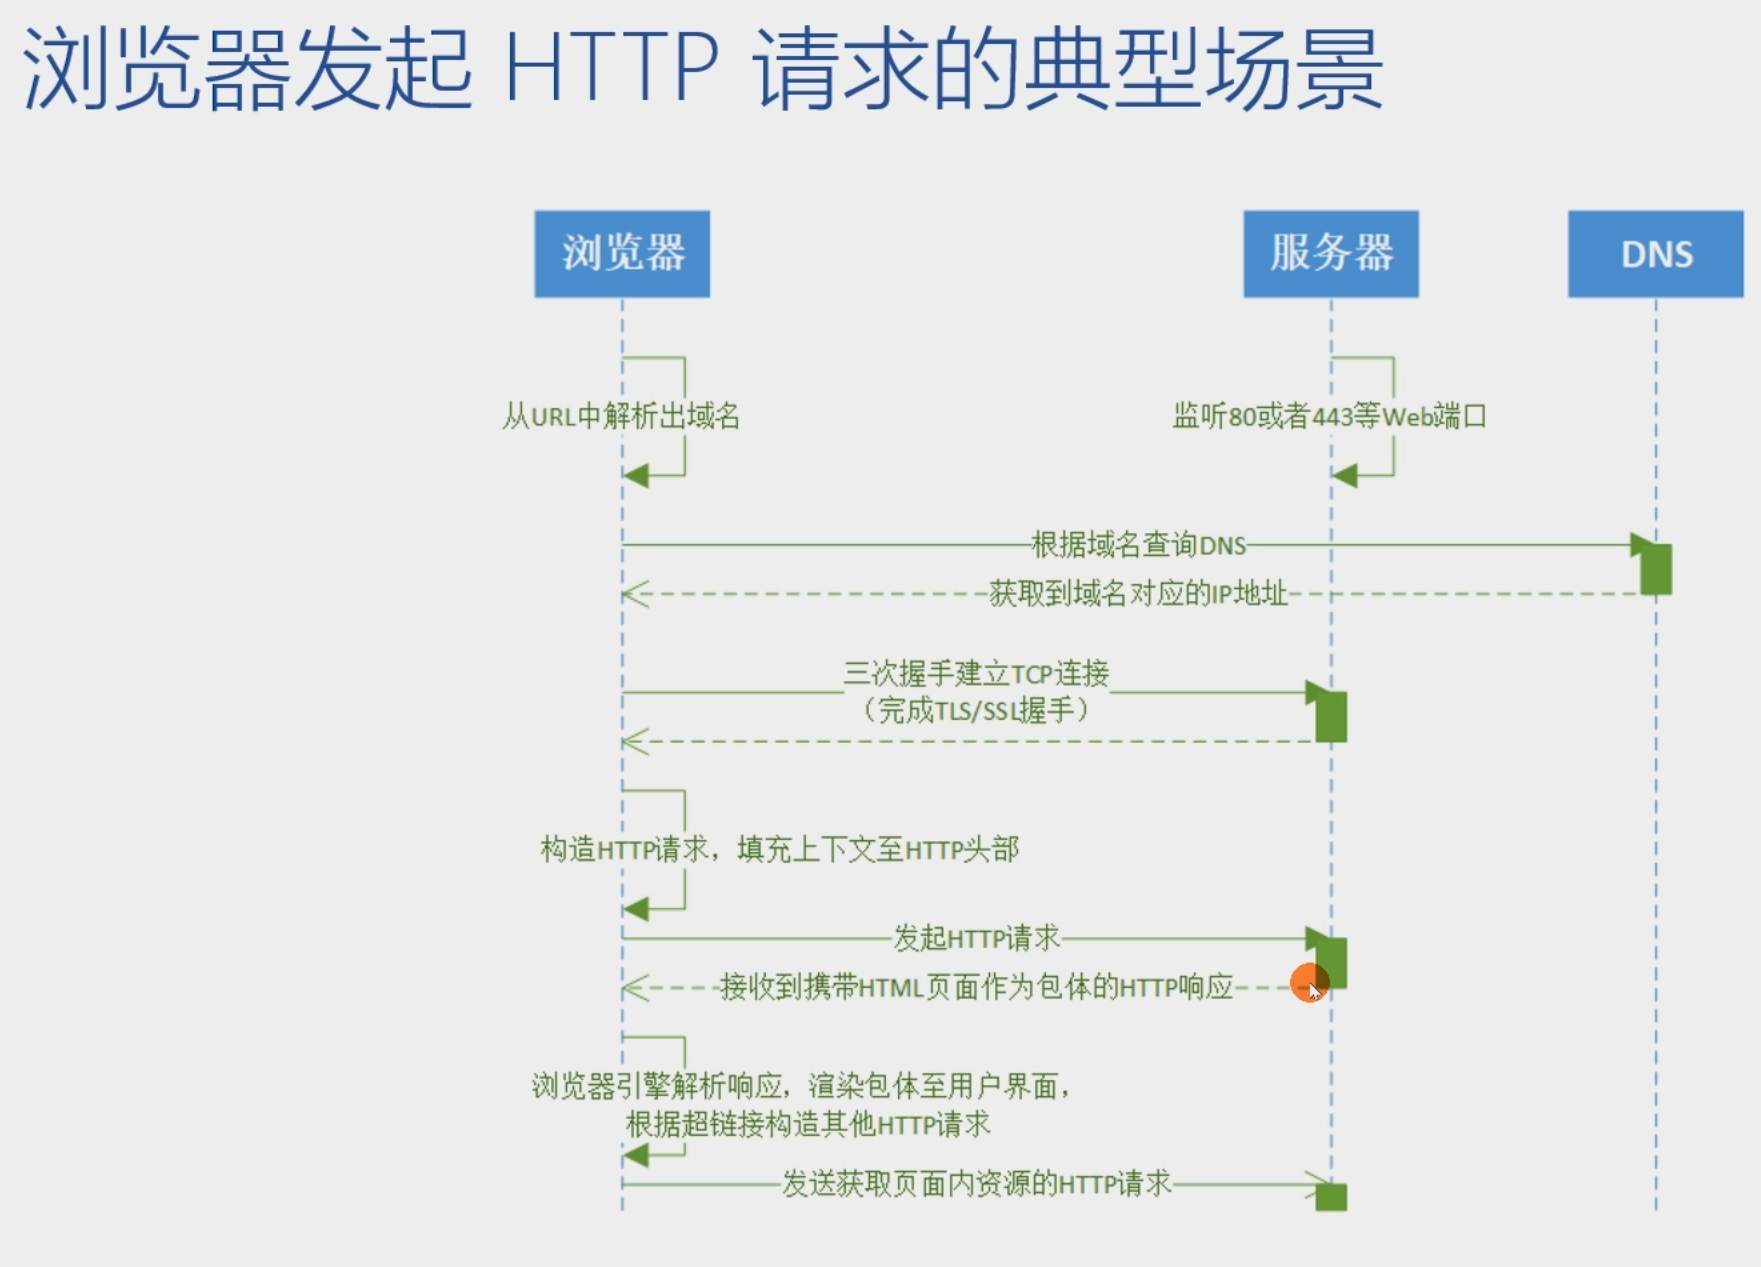 浏览器发起 HTTP 请求的典型场景
浏览器
服务器
DNS
从URL中解析出域名
监听80或者443等Web端口
根据域名查询DNS
获取到域名对应的IP地址
三次握手建立TCP连接
（完成TLS/SSL握手）
构造HTTP请求，填充上下文至HTTP头部
发起HTTP请求
接收到携带HTML页面作为包体的HTTP响应
浏览器引擎解析响应，渲染包体至用户界面，
根据超链接构造其他HTTP请求
发送获取页面内资源的HTTP请求